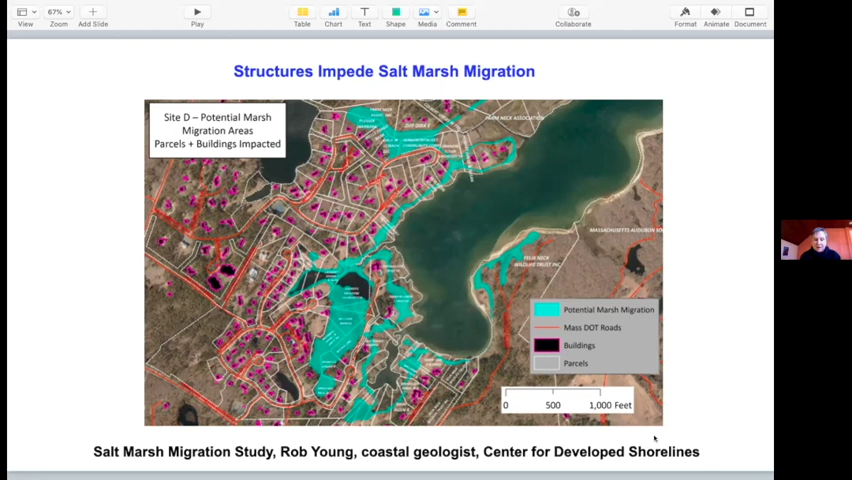 67%
View
Zoom
Add Slide
Play
Table
Chart
Text
Shape
Media
Comment
Collaborate
Format
Animate
Document
Structures Impede Salt Marsh Migration
Site D – Potential Marsh
Migration Areas
Parcels + Buildings Impacted
FARM NECK ASSOCIATION
MASSACHUSETTS AUDUBON
FELIX NECK
WILDLIFE TRUST INC
Potential Marsh Migration
Mass DOT Roads
Buildings
Parcels
0 500 1,000 Feet
Salt Marsh Migration Study, Rob Young, coastal geologist, Center for Developed Shorelines